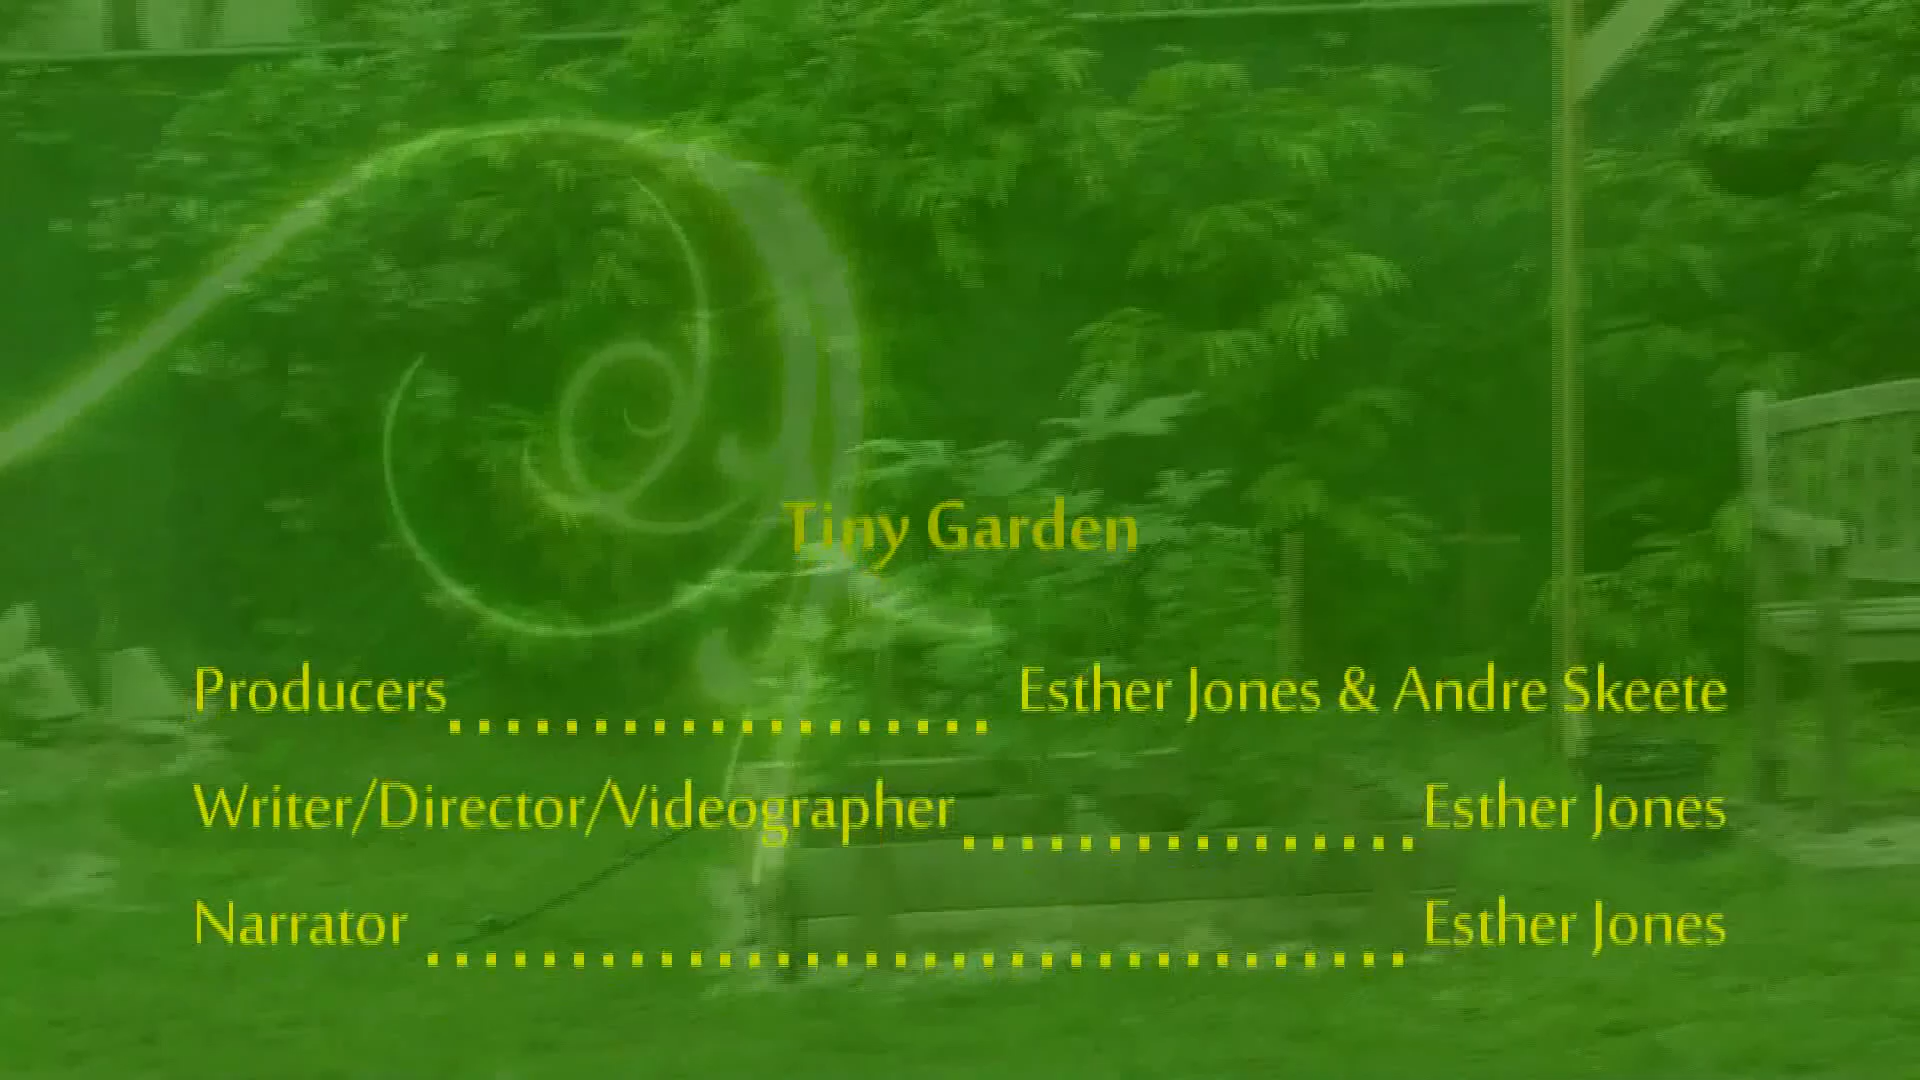 Tiny Garden
Producers................... Esther Jones & Andre Skeete
Writer/Director/Videographer................Esther Jones
Narrator ..................................Esther Jones